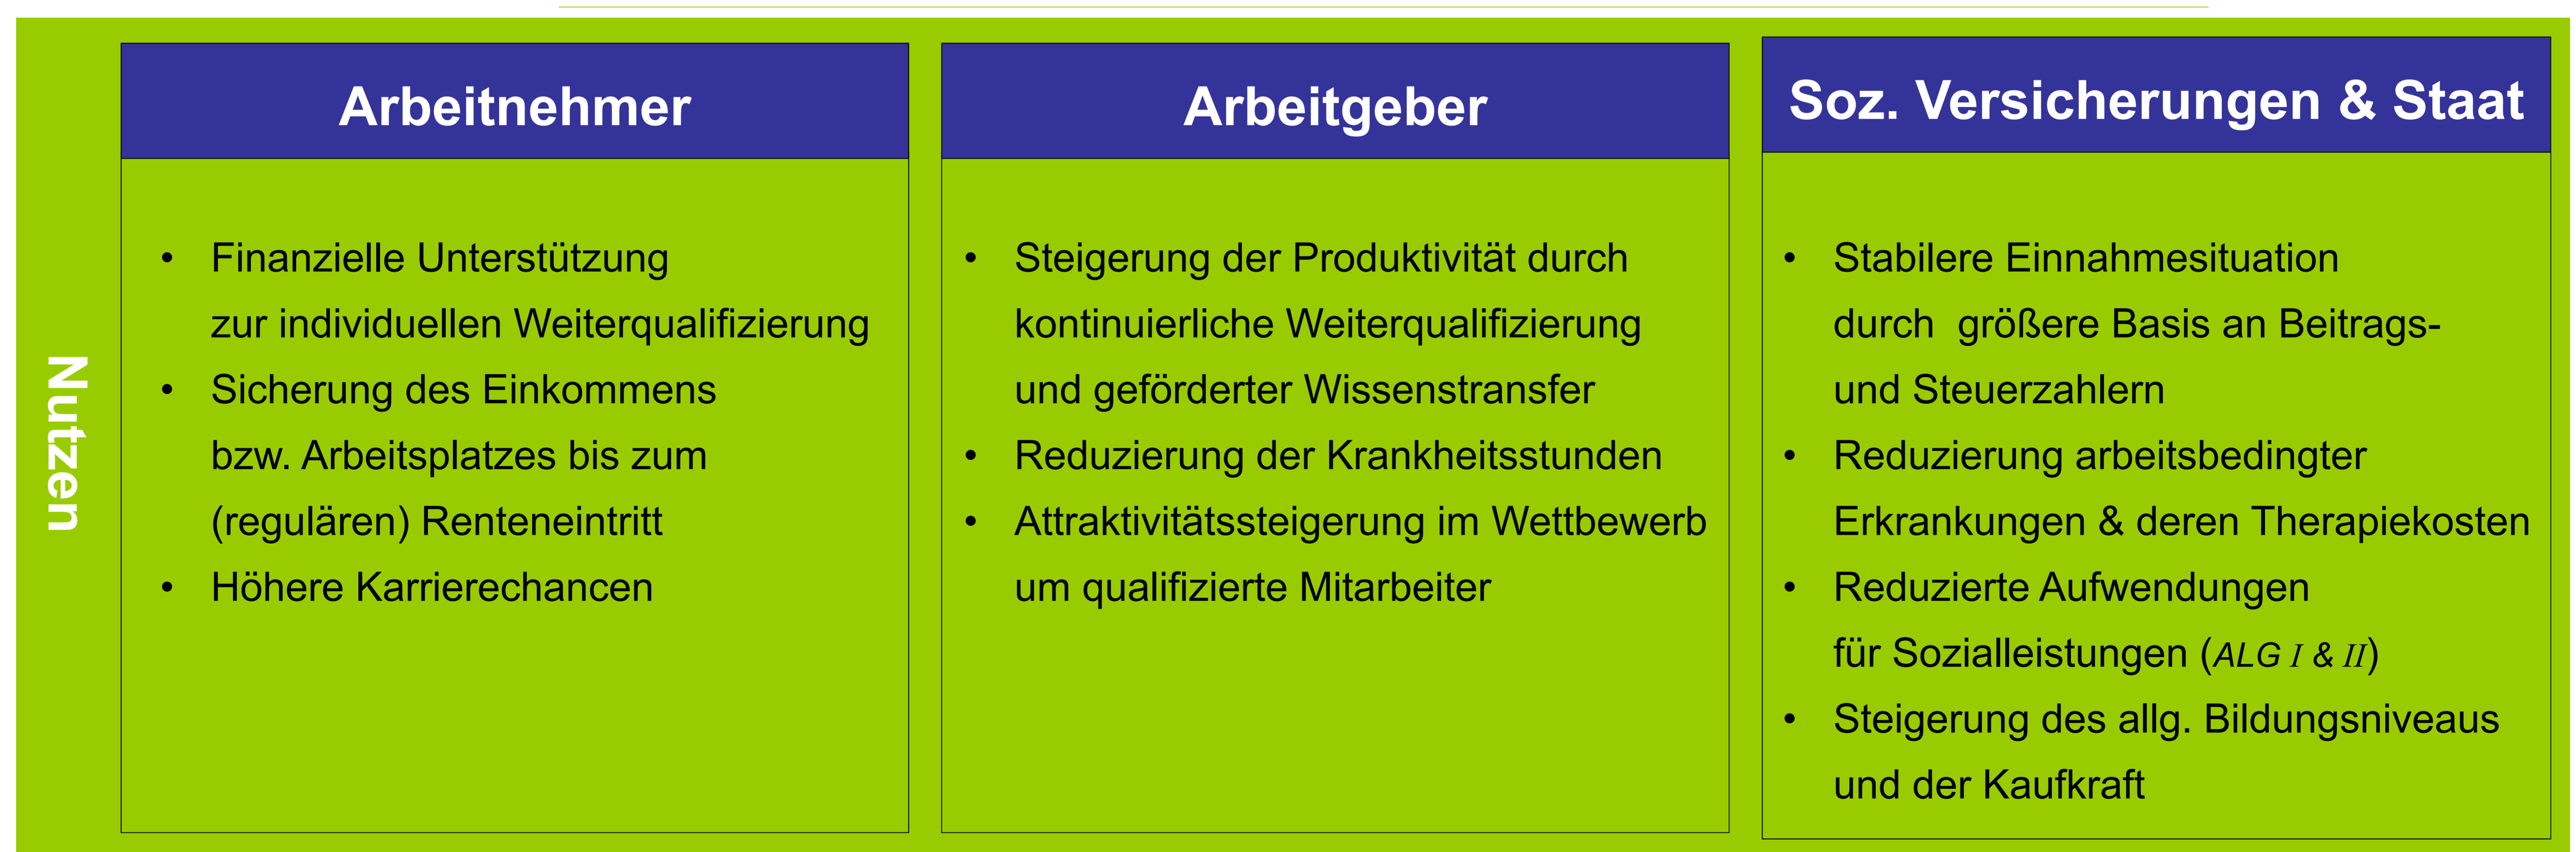 Nutzen
Arbeitnehmer
• Finanzielle Unterstützung
zur individuellen Weiterqualifizierung
• Sicherung des Einkommens
bzw. Arbeitsplatzes bis zum
(regulären) Renteneintritt
• Höhere Karrierechancen
Arbeitgeber
• Steigerung der Produktivität durch
kontinuierliche Weiterqualifizierung
und geförderter Wissenstransfer
• Reduzierung der Krankheitsstunden
• Attraktivitätssteigerung im Wettbewerb
um qualifizierte Mitarbeiter
Soz. Versicherungen & Staat
• Stabilere Einnahmesituation
durch größere Basis an Beitrags-
und Steuerzahlern
• Reduzierung arbeitsbedingter
Erkrankungen & deren Therapiekosten
• Reduzierte Aufwendungen
für Sozialleistungen (ALG I & II)
• Steigerung des allg. Bildungsniveaus
und der Kaufkraft